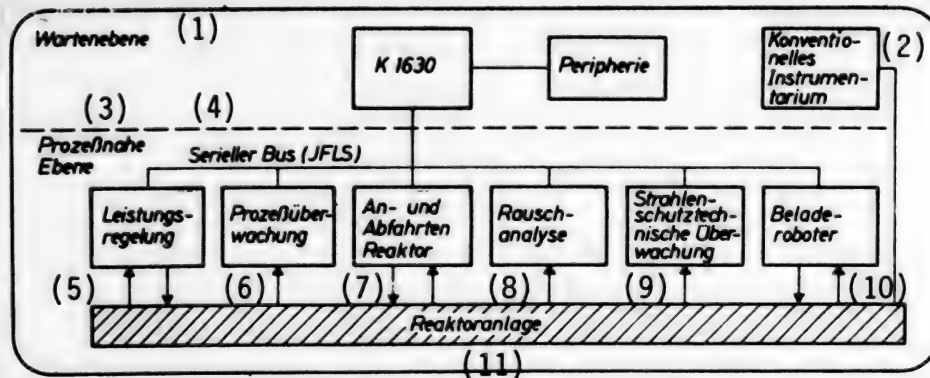 Wartenebene (1)
K 1630
Peripherie
Konventio-
nelles
Instrumen-
tarium
(2)
(3) (4)
Prozeßnahe
Ebene
Serieller Bus (JFLS)
Leistungs-
regelung
Prozeßüber-
wachung
An- und
Abfahrten
Reaktor
Rausch-
analyse
Strahlen-
schutztech-
nische Über-
wachung
Belade-
roboter
(5) (6) (7) (8) (9) (10)
Reaktoranlage
(11)